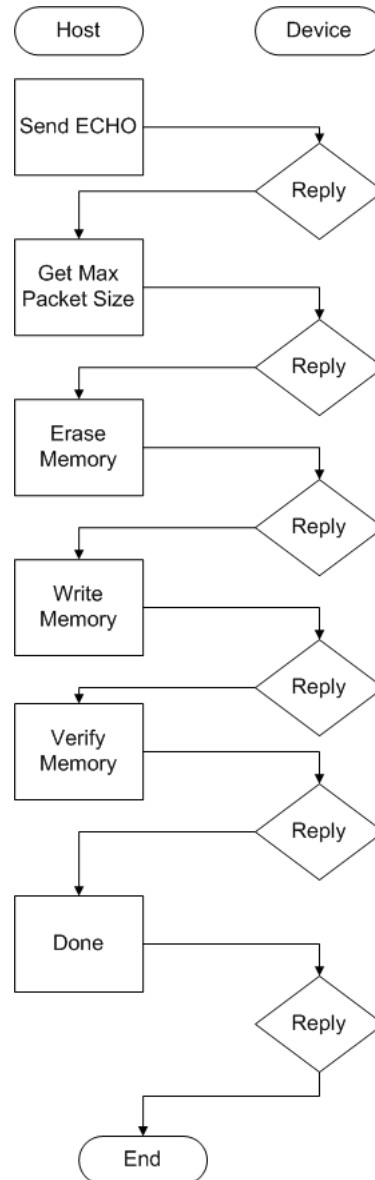 Host
Device
Send ECHO
Reply
Get Max
Packet Size
Reply
Erase
Memory
Reply
Write
Memory
Reply
Verify
Memory
Reply
Done
Reply
End